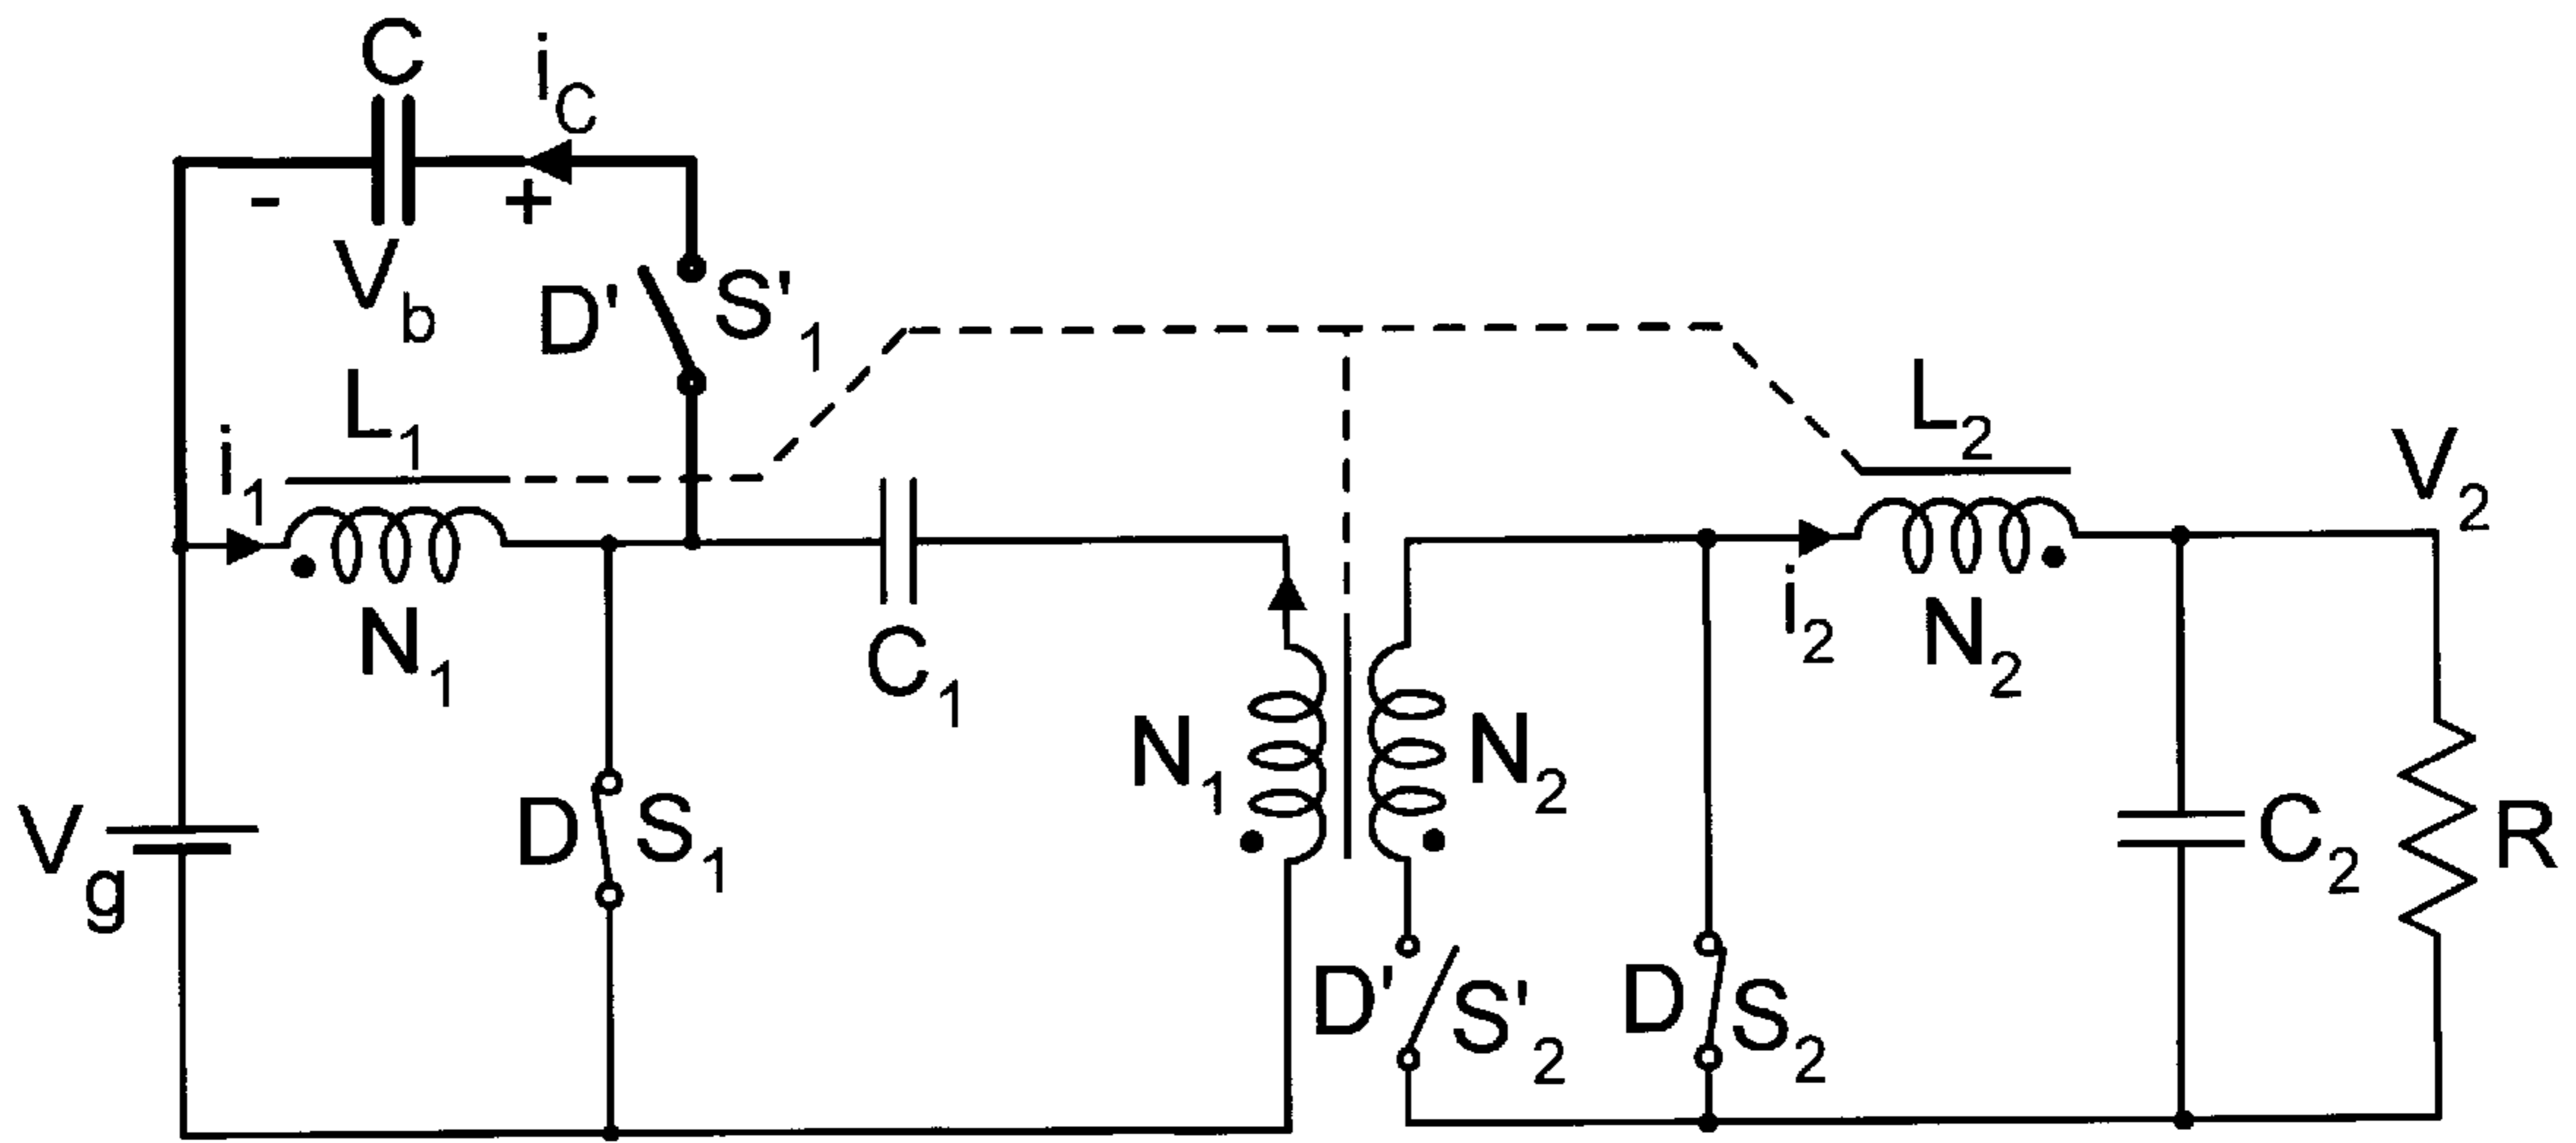 C
i_C
- +
V_b
D' S'_1
L_1
i_1
N_1
L_2
V_2
i_2
N_2
C_1
V_g
D S_1
N_1
N_2
D' S'_2
D S_2
C_2
R